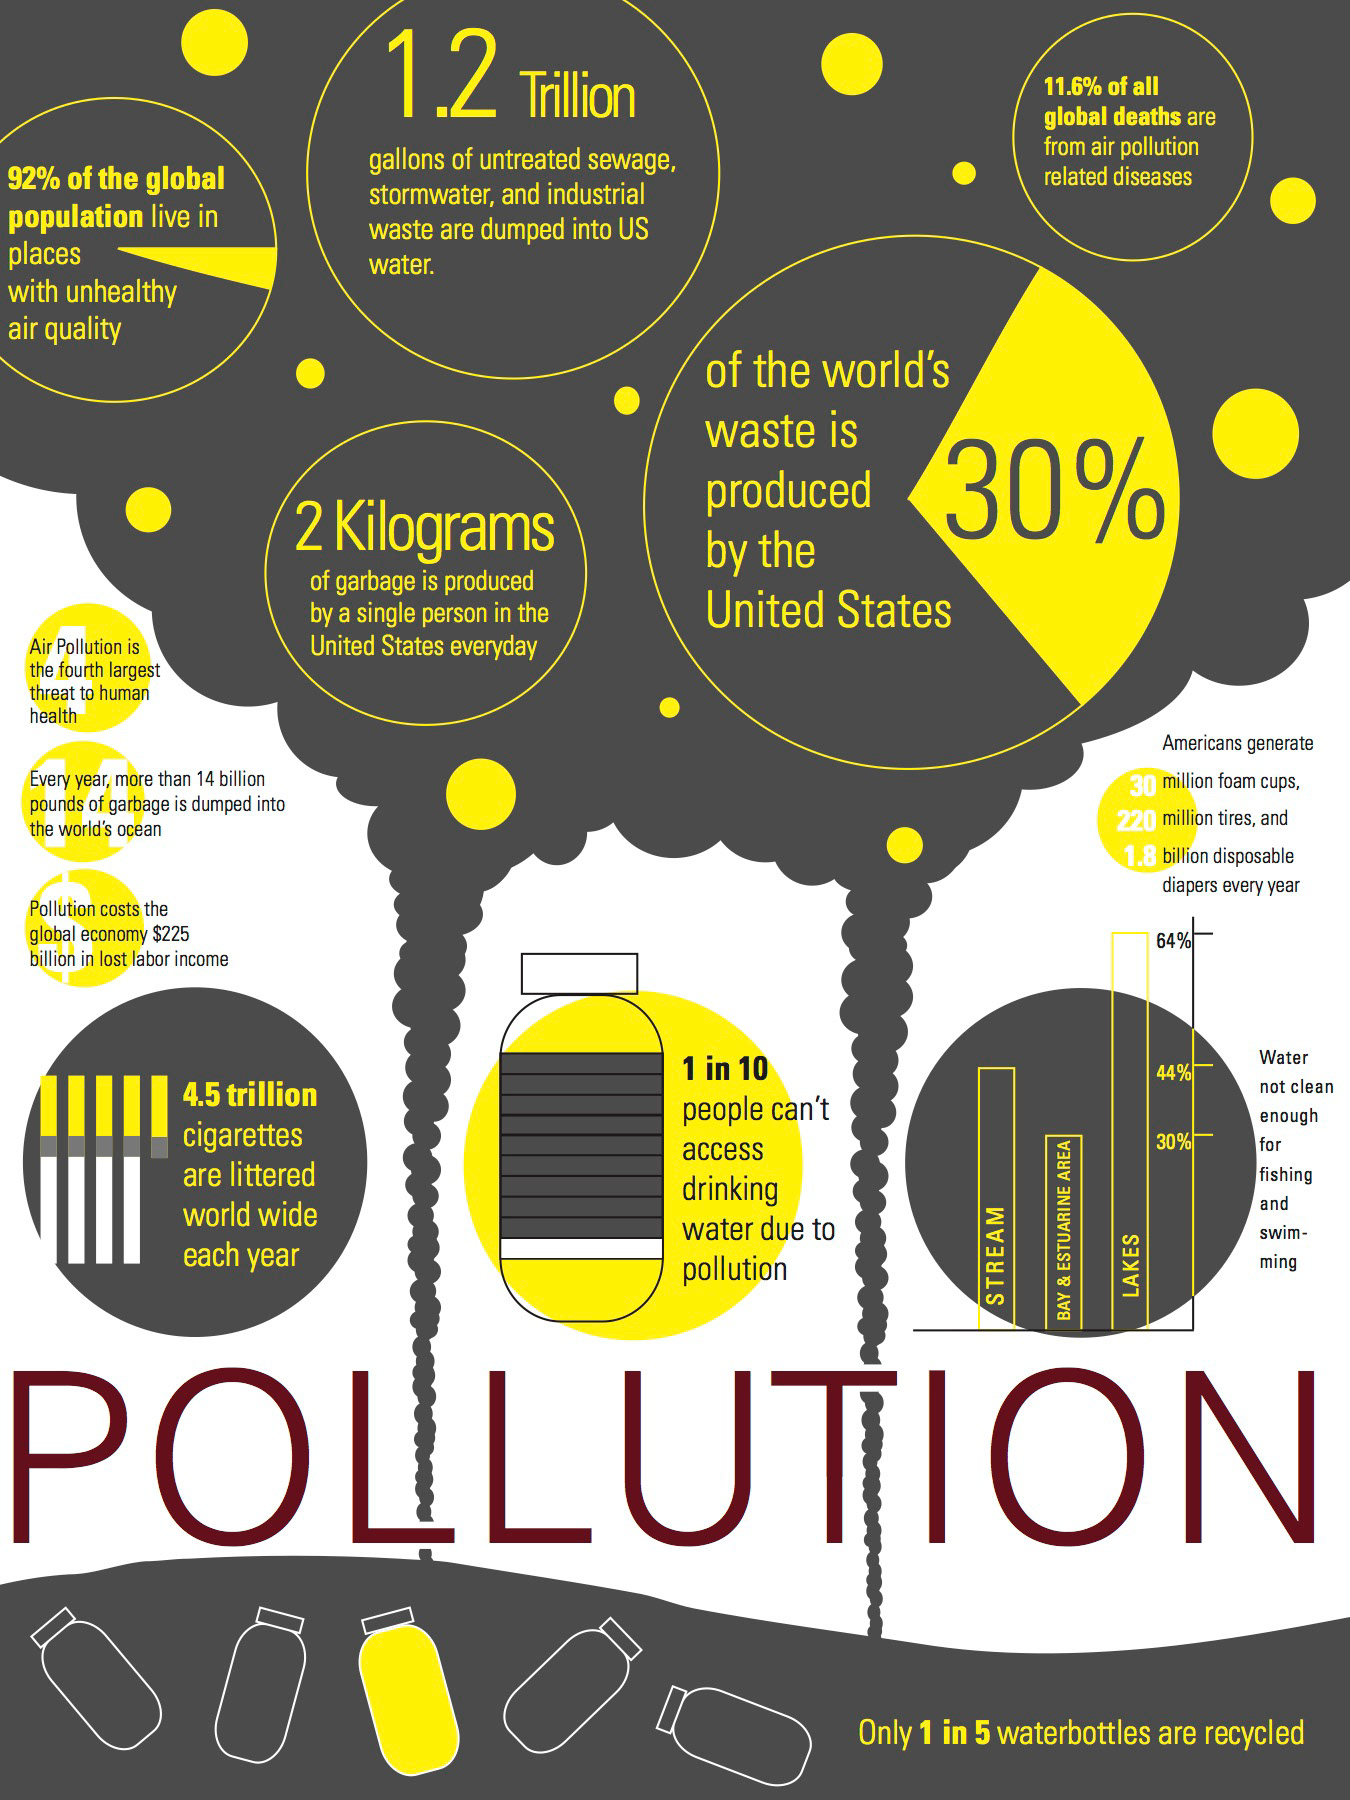 1.2 Trillion
gallons of untreated sewage,
stormwater, and industrial
waste are dumped into US
water.
11.6% of all
global deaths are
from air pollution
related diseases
92% of the global
population live in
places
with unhealthy
air quality
of the world's
waste is
produced
by the
United States
30%
2 Kilograms
of garbage is produced
by a single person in the
United States everyday
4
Air Pollution is
the fourth largest
threat to human
health
14
Every year, more than 14 billion
pounds of garbage is dumped into
the world's ocean
$
Pollution costs the
global economy $225
billion in lost labor income
Americans generate
30 million foam cups,
220 million tires, and
1.8 billion disposable
diapers every year
4.5 trillion
cigarettes
are littered
world wide
each year
1 in 10
people can't
access
drinking
water due to
pollution
64%
44%
30%
STREAM
BAY & ESTUARINE AREA
LAKES
Water
not clean
enough
for
fishing
and
swim-
ming
POLLUTION
Only 1 in 5 waterbottles are recycled